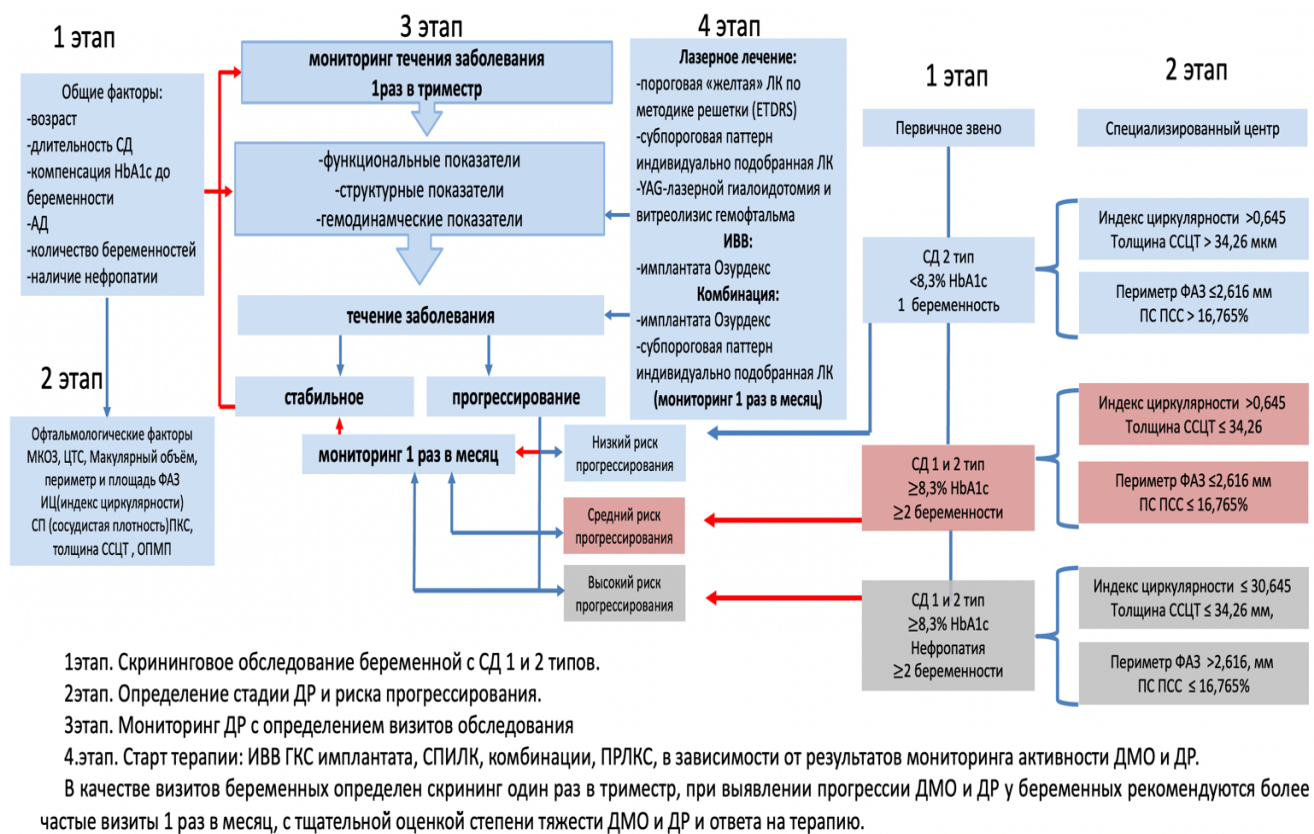 1 этап
Общие факторы:
-возраст
-длительность СД
-компенсация HbA1c до
беременности
-АД
-количество беременностей
-наличие нефропатии
2 этап
Офтальмологические факторы
МКОЗ, ЦТС, Макулярный объём,
периметр и площадь ФАЗ
ИЦ(индекс циркулярности)
СП (сосудистая плотность)ПКС,
толщина ССЦТ , ОПМП
3 этап
мониторинг течения заболевания
1раз в триместр
-функциональные показатели
-структурные показатели
-гемодинамческие показатели
течение заболевания
стабильное
прогрессирование
мониторинг 1 раз в месяц
4 этап
Лазерное лечение:
-пороговая «желтая» ЛК по
методике решетки (ETDRS)
-субпороговая паттерн
индивидуально подобранная ЛК
-YAG-лазерной гиалоидотомия и
витреолизис гемофтальма
ИВВ:
-имплантата Озурдекс
Комбинация:
-имплантата Озурдекс
-субпороговая паттерн
индивидуально подобранная ЛК
(мониторинг 1 раз в месяц)
Низкий риск
прогрессирования
Средний риск
прогрессирования
Высокий риск
прогрессирования
1 этап
Первичное звено
СД 2 тип
<8,3% HbA1c
1 беременность
СД 1 и 2 тип
≥8,3% HbA1c
≥2 беременности
СД 1 и 2 тип
≥8,3% HbA1c
Нефропатия
≥2 беременности
2 этап
Специализированный центр
Индекс циркулярности >0,645
Толщина ССЦТ > 34,26 мкм
Периметр ФАЗ ≤2,616 мм
ПС ПСС > 16,765%
Индекс циркулярности >0,645
Толщина ССЦТ ≤ 34,26
Периметр ФАЗ ≤2,616 мм
ПС ПСС ≤ 16,765%
Индекс циркулярности ≤ 30,645
Толщина ССЦТ ≤ 34,26 мм,
Периметр ФАЗ >2,616, мм
ПС ПСС ≤ 16,765%
1этап. Скрининговое обследование беременной с СД 1 и 2 типов.
2этап. Определение стадии ДР и риска прогрессирования.
3этап. Мониторинг ДР с определением визитов обследования
4.этап. Старт терапии: ИВВ ГКС имплантата, СПИЛК, комбинации, ПРЛКС, в зависимости от результатов мониторинга активности ДМО и ДР.
В качестве визитов беременных определен скрининг один раз в триместр, при выявлении прогрессии ДМО и ДР у беременных рекомендуются более
частые визиты 1 раз в месяц, с тщательной оценкой степени тяжести ДМО и ДР и ответа на терапию.